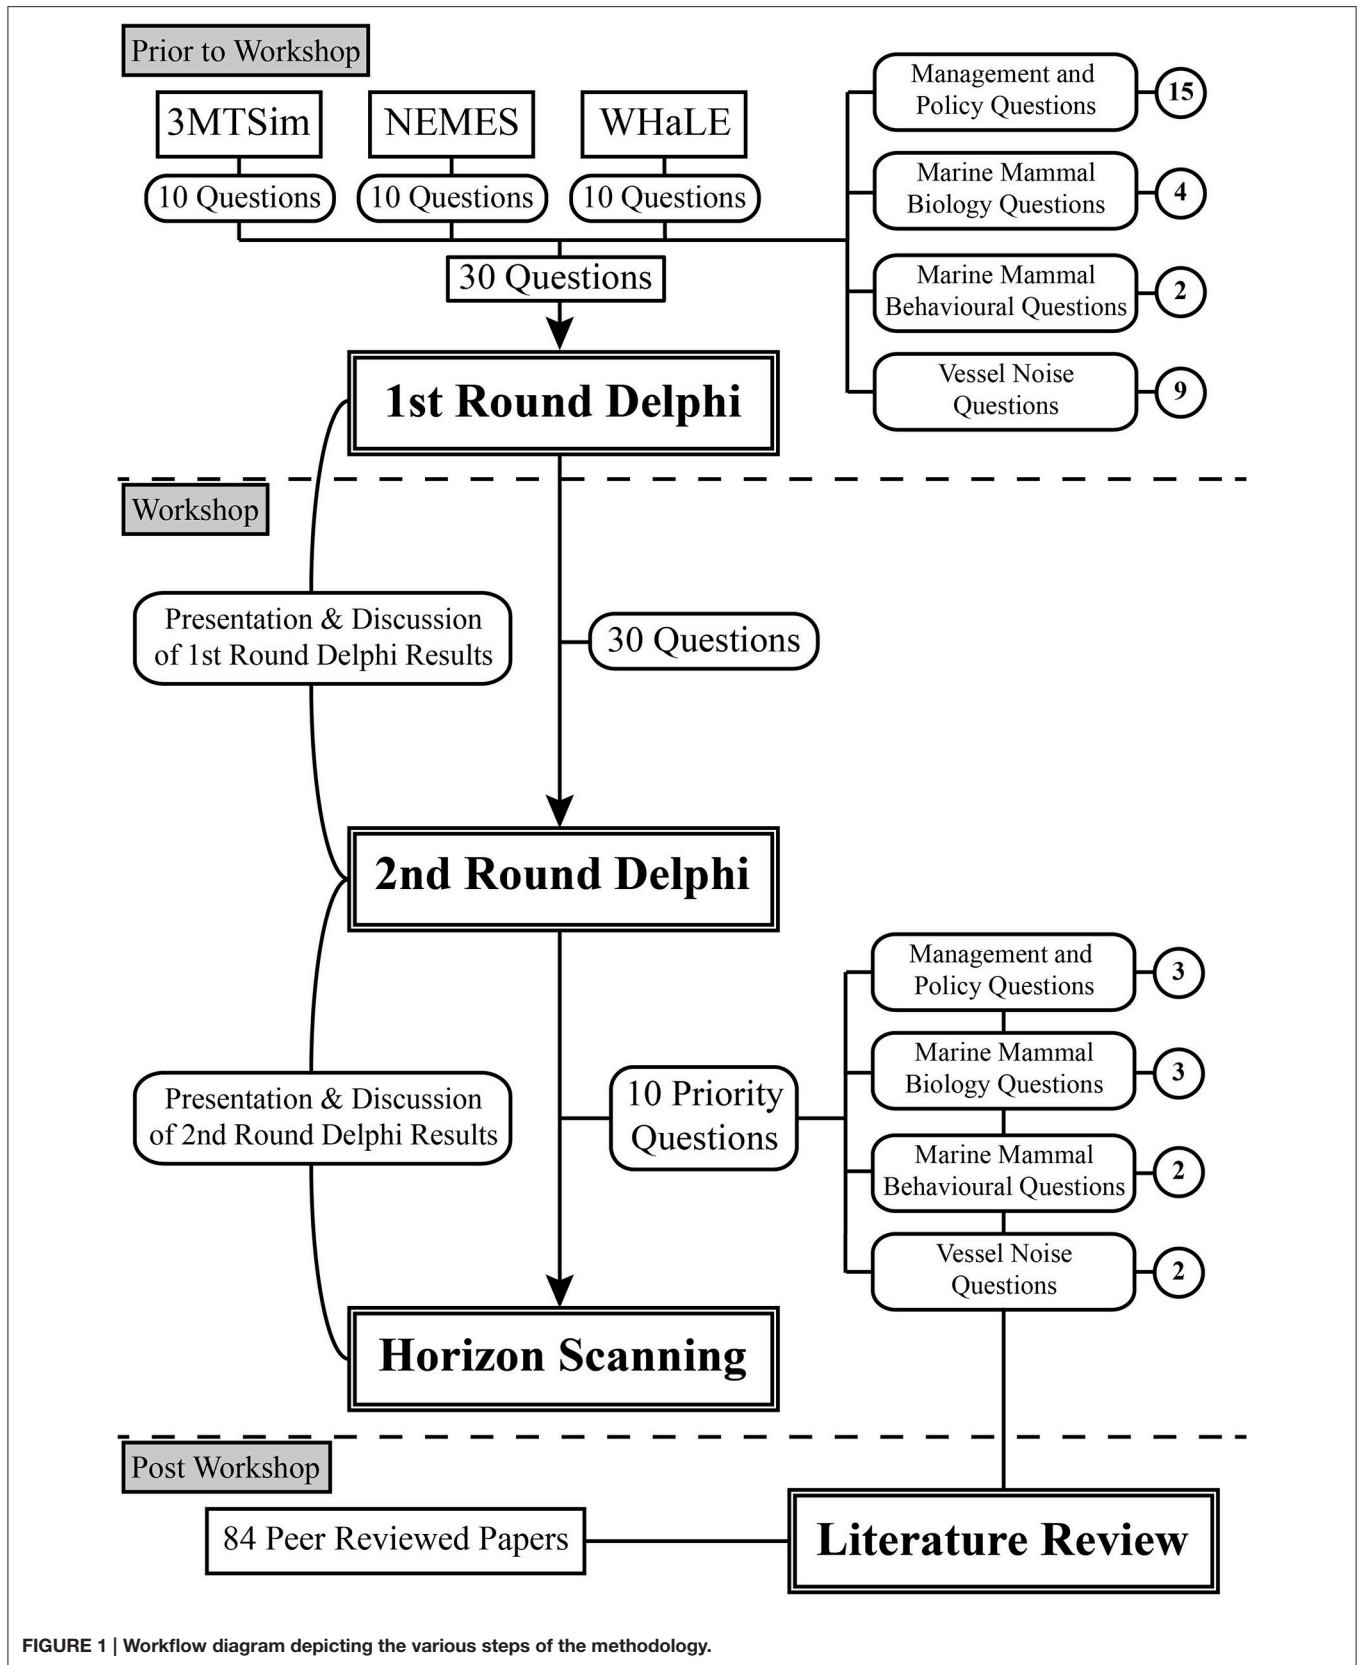 Prior to Workshop
3MTSim
NEMES
WHaLE
10 Questions
10 Questions
10 Questions
30 Questions
Management and
Policy Questions
15
Marine Mammal
Biology Questions
4
Marine Mammal
Behavioural Questions
2
Vessel Noise
Questions
9
1st Round Delphi
Workshop
Presentation & Discussion
of 1st Round Delphi Results
30 Questions
2nd Round Delphi
Presentation & Discussion
of 2nd Round Delphi Results
10 Priority
Questions
Management and
Policy Questions
3
Marine Mammal
Biology Questions
3
Marine Mammal
Behavioural Questions
2
Vessel Noise
Questions
2
Horizon Scanning
Post Workshop
84 Peer Reviewed Papers
Literature Review
FIGURE 1 | Workflow diagram depicting the various steps of the methodology.